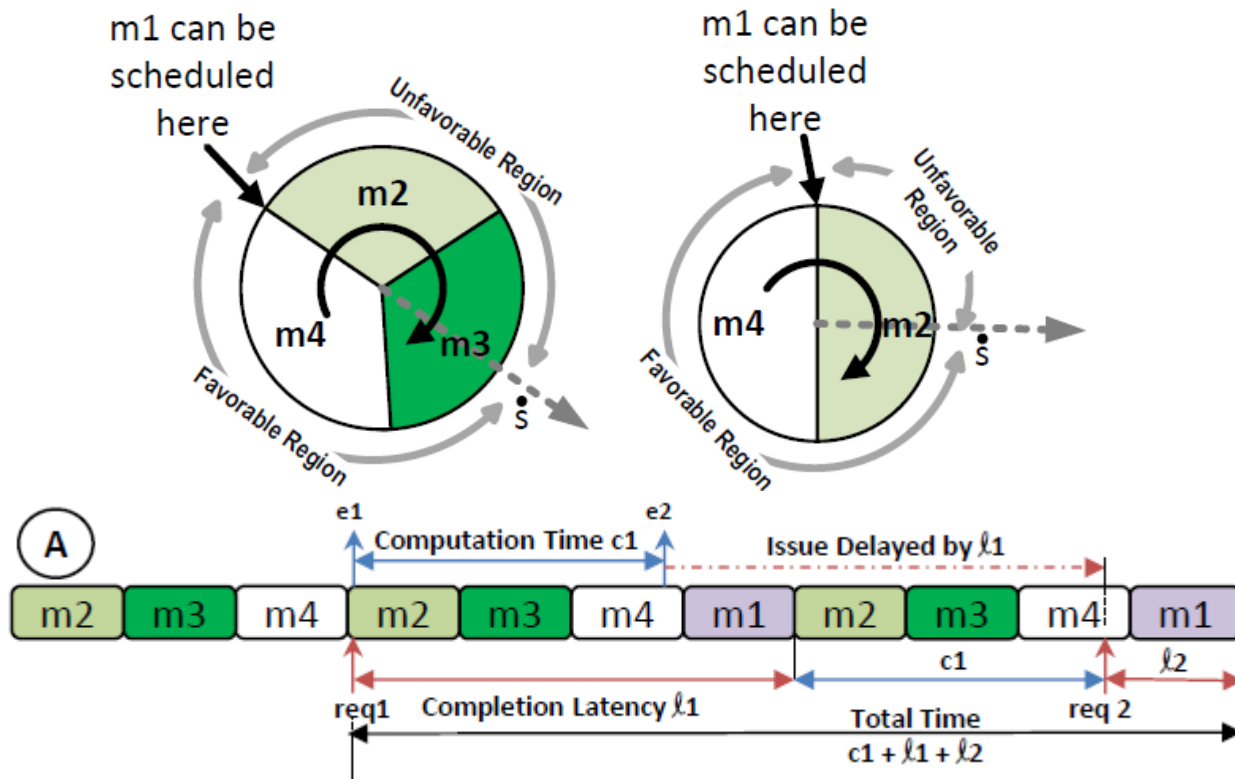 m1 can be
scheduled
here
Unfavorable Region
m2
m4
m3
Favorable Region
s
m1 can be
scheduled
here
Unfavorable
Region
m4
m2
Favorable Region
s
A
e1
Computation Time c1
e2
Issue Delayed by ℓ1
m2 m3 m4 m2 m3 m4 m1 m2 m3 m4 m1
req1
Completion Latency ℓ1
c1
req 2
ℓ2
Total Time
c1 + ℓ1 + ℓ2